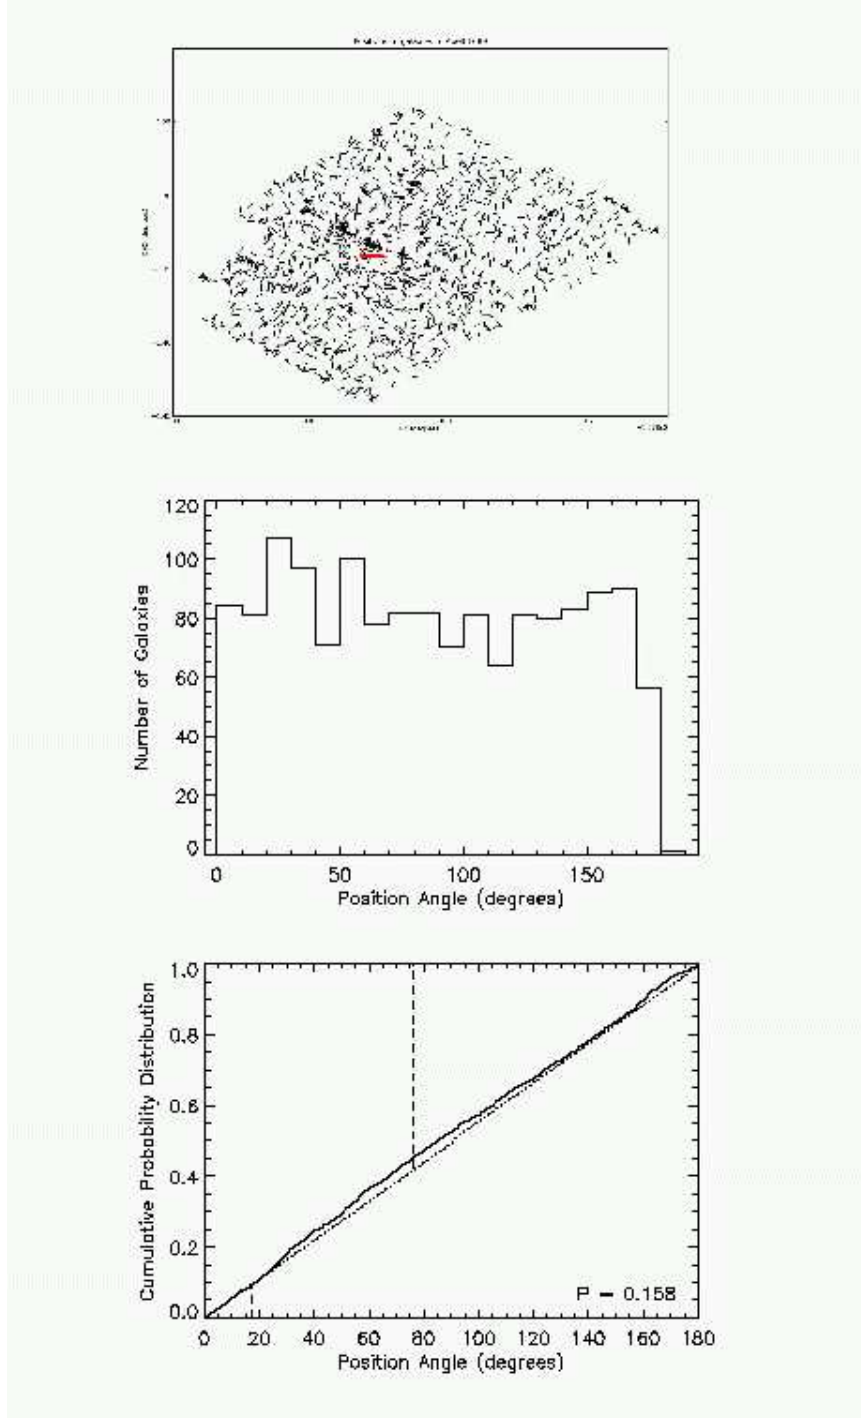 120
100
80
60
40
20
0
Number of Galaxies
0 50 100 150
Position Angle (degrees)
1.0
0.8
0.6
0.4
0.2
0.0
Cumulative Probability Distribution
P = 0.158
0 20 40 60 80 100 120 140 160 180
Position Angle (degrees)